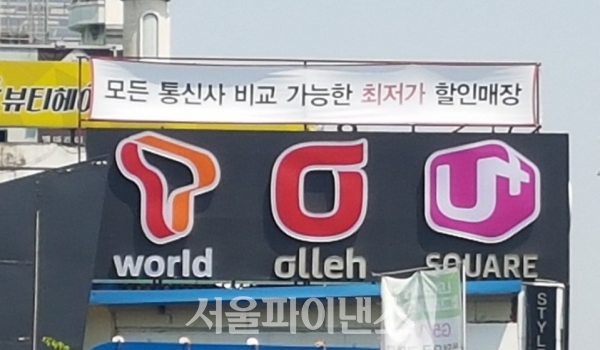 모든 통신사 비교 가능한 최저가 할인매장
뷰티헤
world
olleh
U+
SQUARE
STYL
서울파이낸스